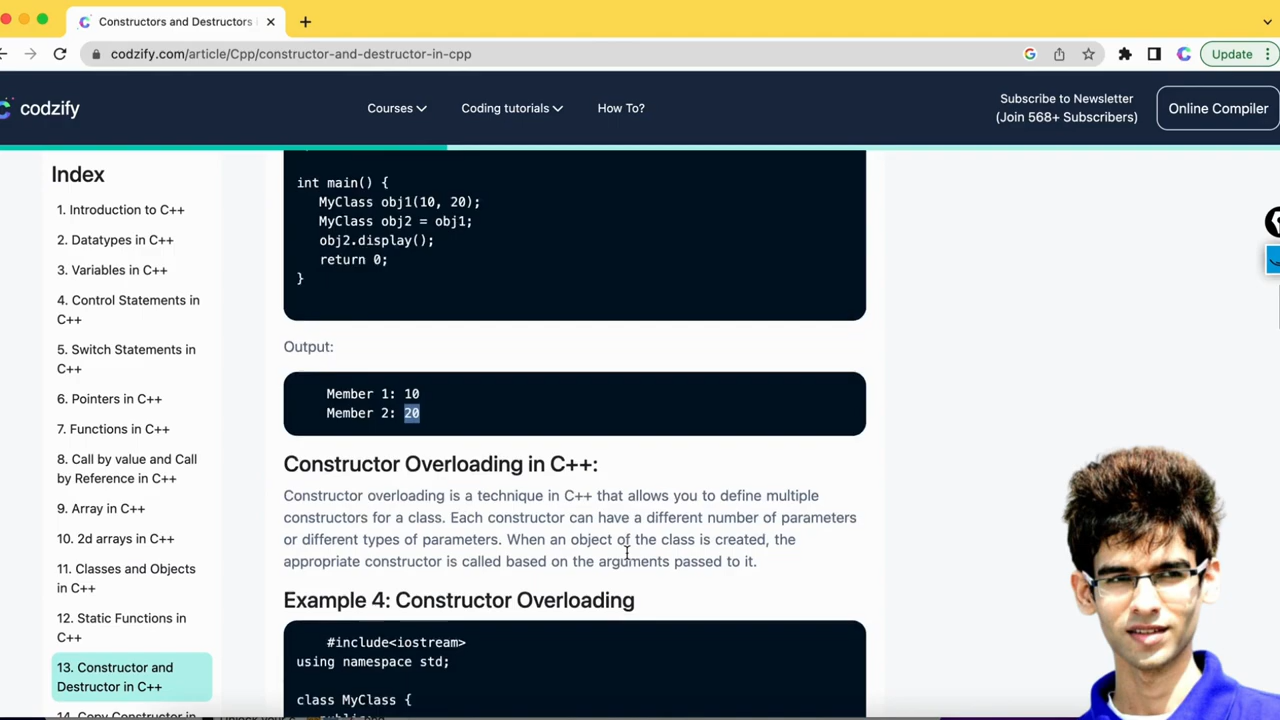 Constructors and Destructors
codzify.com/article/Cpp/constructor-and-destructor-in-cpp
Update
codzify
Courses
Coding tutorials
How To?
Subscribe to Newsletter
(Join 568+ Subscribers)
Online Compiler
Index
1. Introduction to C++
2. Datatypes in C++
3. Variables in C++
4. Control Statements in
C++
5. Switch Statements in
C++
6. Pointers in C++
7. Functions in C++
8. Call by value and Call
by Reference in C++
9. Array in C++
10. 2d arrays in C++
11. Classes and Objects
in C++
12. Static Functions in
C++
13. Constructor and
Destructor in C++
14. Copy Constructor in
int main() {
MyClass obj1(10, 20);
MyClass obj2 = obj1;
obj2.display();
return 0;
}
Output:
Member 1: 10
Member 2: 20
Constructor Overloading in C++:
Constructor overloading is a technique in C++ that allows you to define multiple
constructors for a class. Each constructor can have a different number of parameters
or different types of parameters. When an object of the class is created, the
appropriate constructor is called based on the arguments passed to it.
Example 4: Constructor Overloading
#include<iostream>
using namespace std;
class MyClass {